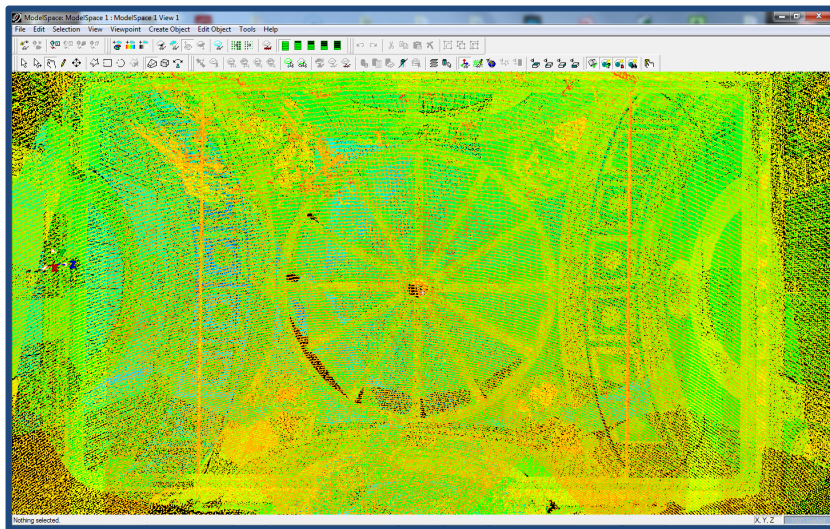 ModelSpace: ModelSpace 1 : ModelSpace 1 View 1
File Edit Selection View Viewpoint Create Object Edit Object Tools Help
Nothing selected.
X, Y, Z